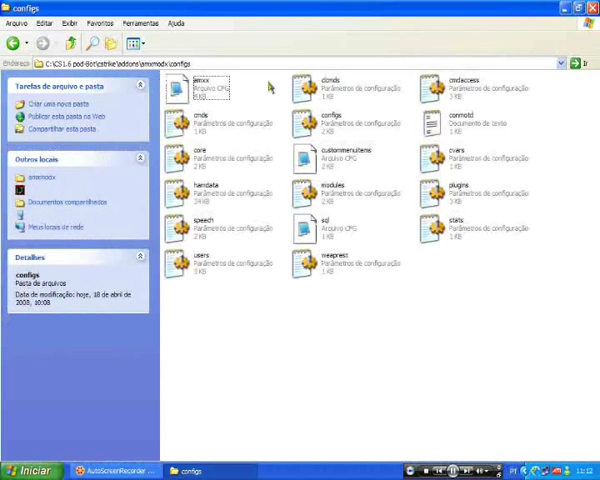 configs
Arquivo Editar Exibir Favoritos Ferramentas Ajuda
Endereço C:\CS1.6 pod-Bot\cstrike\addons\amxmodx\configs Ir
Tarefas de arquivo e pasta
Criar uma nova pasta
Publicar esta pasta na Web
Compartilhar esta pasta
Outros locais
amxmodx
Documentos compartilhados
Meus locais de rede
Detalhes
configs
Pasta de arquivos
Data de modificação: hoje, 18 de abril de
2008, 10:08
amxx
Arquivo CFG
clcmds
Parâmetros de configuração
3 KB
cmdaccess
Parâmetros de configuração
3 KB
cmds
Parâmetros de configuração
1 KB
configs
Parâmetros de configuração
2 KB
conmotd
Documento de texto
1 KB
core
Parâmetros de configuração
2 KB
custommenuitems
Arquivo CFG
2 KB
cvars
Parâmetros de configuração
1 KB
hamdata
Parâmetros de configuração
34 KB
modules
Parâmetros de configuração
2 KB
plugins
Parâmetros de configuração
speech
Parâmetros de configuração
2 KB
sql
Arquivo CFG
1 KB
stats
Parâmetros de configuração
1 KB
users
Parâmetros de configuração
3 KB
weaprest
Parâmetros de configuração
2 KB
Iniciar
AutoScreenRecorder ...
configs
PT
11:12